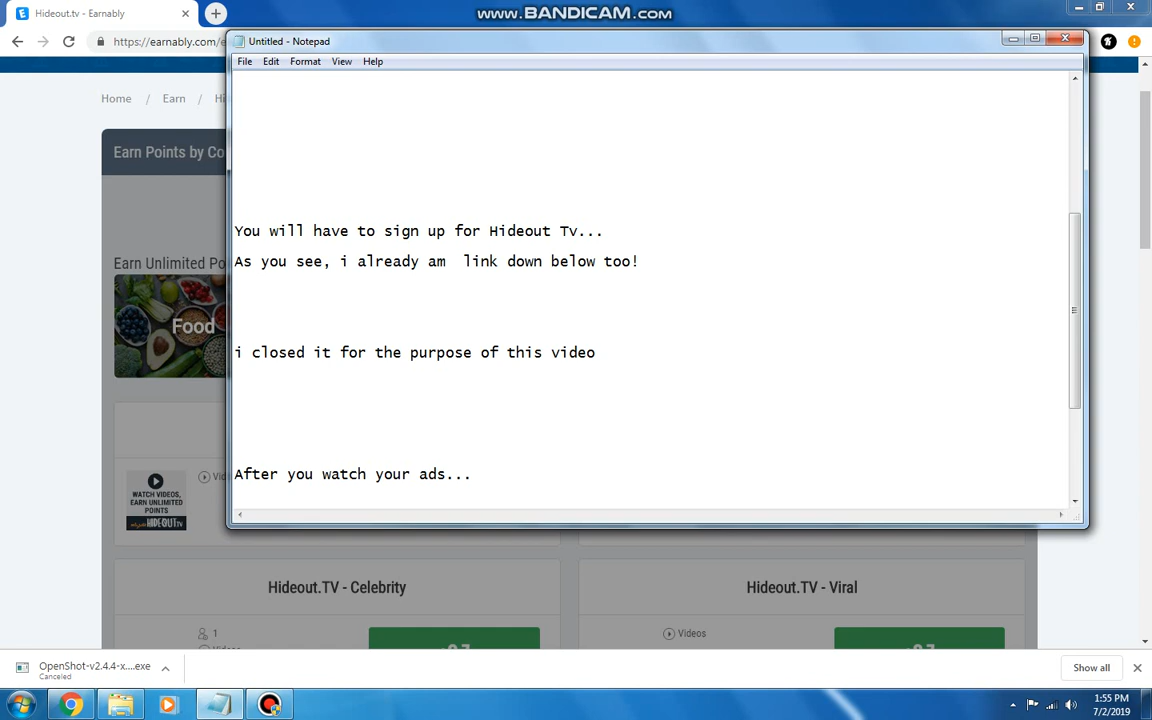 Hideout.tv - Earnably
www.BANDICAM.com
https://earnably.com/e
Untitled - Notepad
File Edit Format View Help
Home / Earn / Hi
Earn Points by Co
You will have to sign up for Hideout Tv...
As you see, i already am  link down below too!
Earn Unlimited Po
Food
i closed it for the purpose of this video
After you watch your ads...
Vid
WATCH VIDEOS,
EARN UNLIMITED
POINTS
HIDEOUT.TV
Hideout.TV - Celebrity
Hideout.TV - Viral
1
Videos
Videos
OpenShot-v2.4.4-x....exe
Canceled
Show all
1:55 PM
7/2/2019